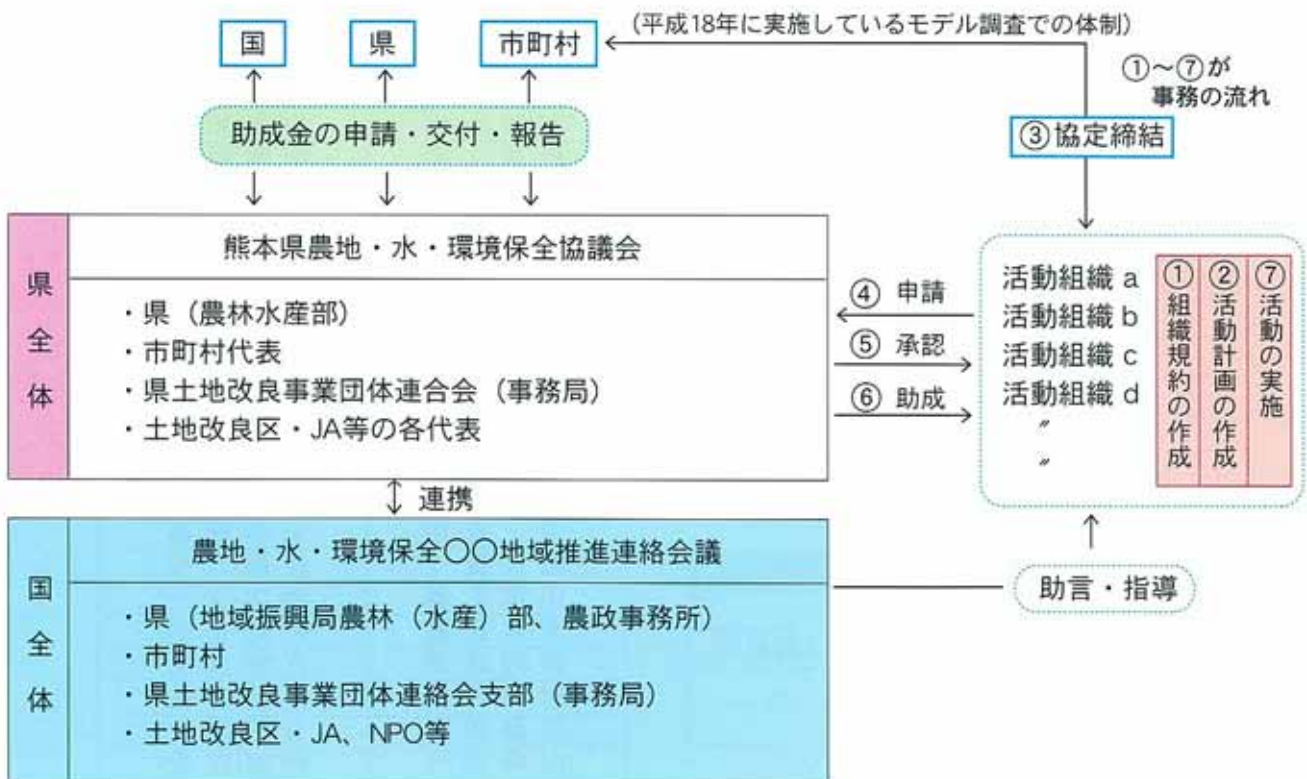 (平成18年に実施しているモデル調査での体制)
国
県
市町村
①～⑦が
事務の流れ
助成金の申請・交付・報告
③協定締結
県全体
熊本県農地・水・環境保全協議会
・県（農林水産部）
・市町村代表
・県土地改良事業団体連合会（事務局）
・土地改良区・JA等の各代表
④ 申請
⑤ 承認
⑥ 助成
活動組織 a
活動組織 b
活動組織 c
活動組織 d
〃
〃
①組織規約の作成
②活動計画の作成
⑦活動の実施
連携
国全体
農地・水・環境保全〇〇地域推進連絡会議
・県（地域振興局農林（水産）部、農政事務所）
・市町村
・県土地改良事業団体連絡会支部（事務局）
・土地改良区・JA、NPO等
助言・指導